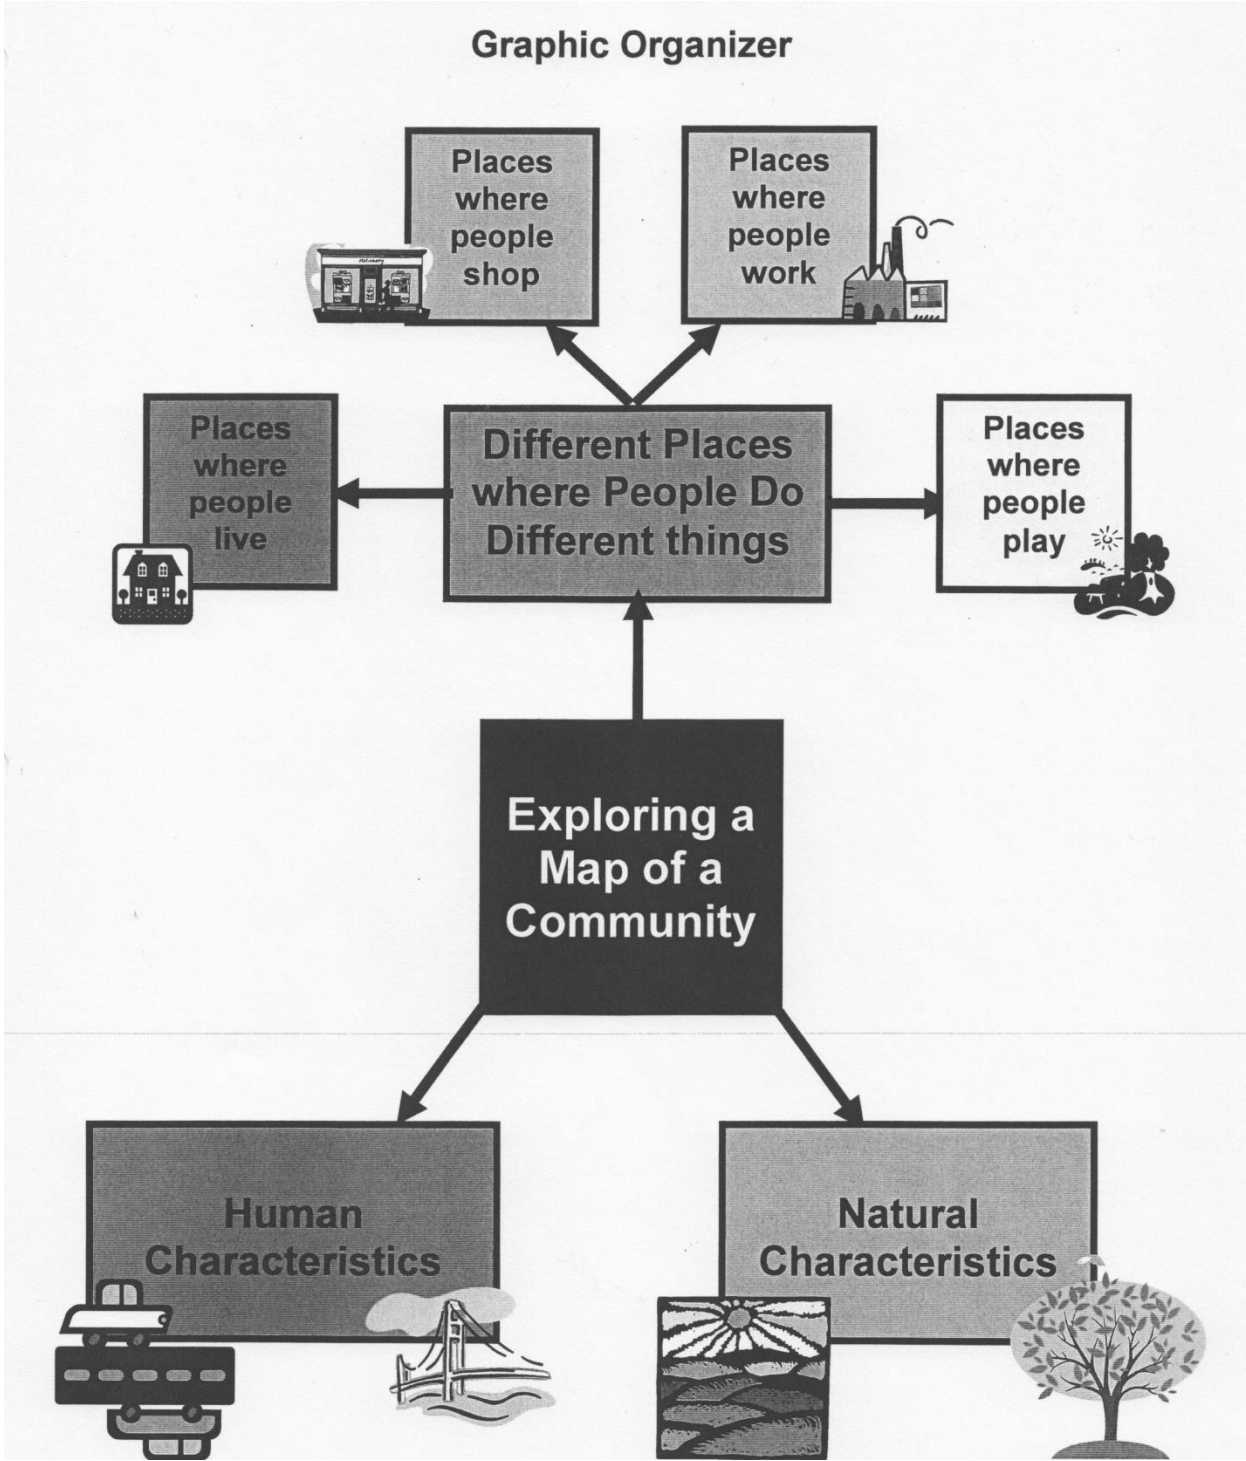 Graphic Organizer
Places
where
people
shop
Places
where
people
work
Places
where
people
live
Different Places
where People Do
Different things
Places
where
people
play
Exploring a
Map of a
Community
Human
Characteristics
Natural
Characteristics